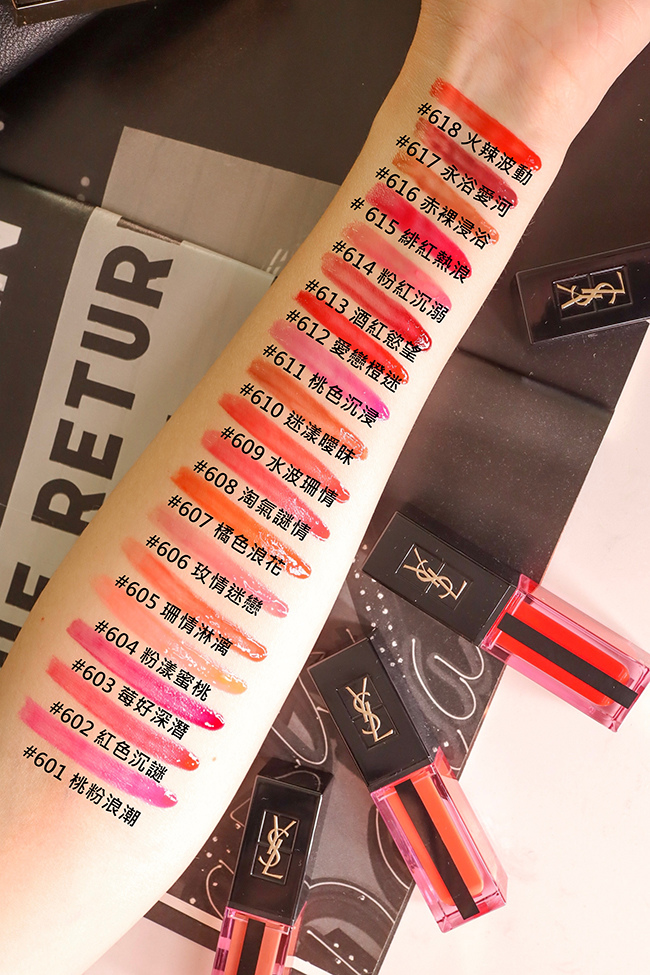 #618 火辣波動
#617 永浴愛河
#616 赤裸浸浴
#615 緋紅熱浪
#614 粉紅沉溺
#613 酒紅慾望
#612 愛戀橙迷
#611 桃色沉浸
#610 迷漾曖昧
#609 水波珊情
#608 淘氣謎情
#607 橘色浪花
#606 玫情迷戀
#605 珊情淋漓
#604 粉漾蜜桃
#603 莓好深潛
#602 紅色沉謎
#601 桃粉浪潮
RETUR
YSL
YSL
YSL
YSL